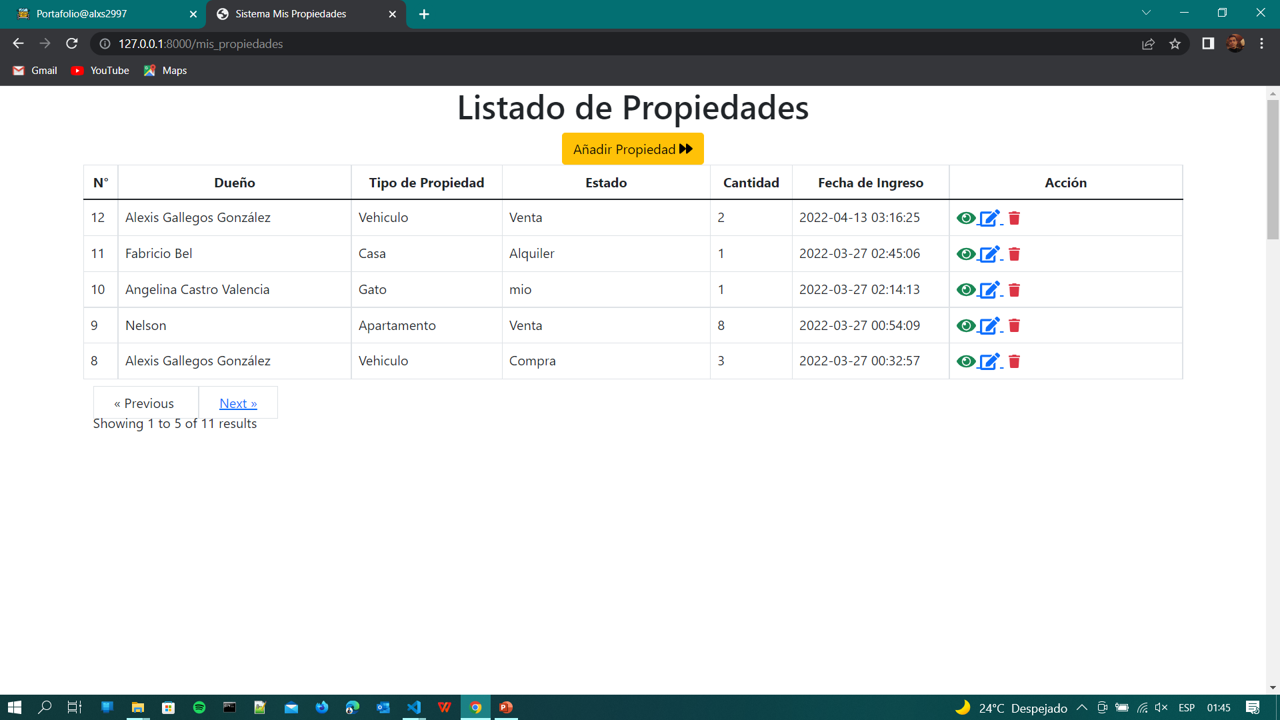 Portafolio@alxs2997
Sistema Mis Propiedades
127.0.0.1:8000/mis_propiedades
Gmail YouTube Maps
Listado de Propiedades
Añadir Propiedad
N° Dueño Tipo de Propiedad Estado Cantidad Fecha de Ingreso Acción
12 Alexis Gallegos González Vehiculo Venta 2 2022-04-13 03:16:25
11 Fabricio Bel Casa Alquiler 1 2022-03-27 02:45:06
10 Angelina Castro Valencia Gato mio 1 2022-03-27 02:14:13
9 Nelson Apartamento Venta 8 2022-03-27 00:54:09
8 Alexis Gallegos González Vehiculo Compra 3 2022-03-27 00:32:57
« Previous Next »
Showing 1 to 5 of 11 results
24°C Despejado ESP 01:45